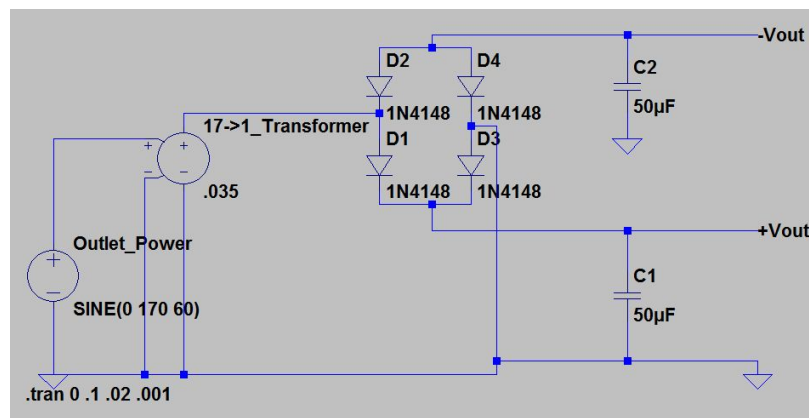 -Vout
D2
D4
C2
1N4148
1N4148
50µF
17->1_Transformer
D1
D3
.035
1N4148
1N4148
Outlet_Power
+Vout
C1
SINE(0 170 60)
50µF
.tran 0 .1 .02 .001